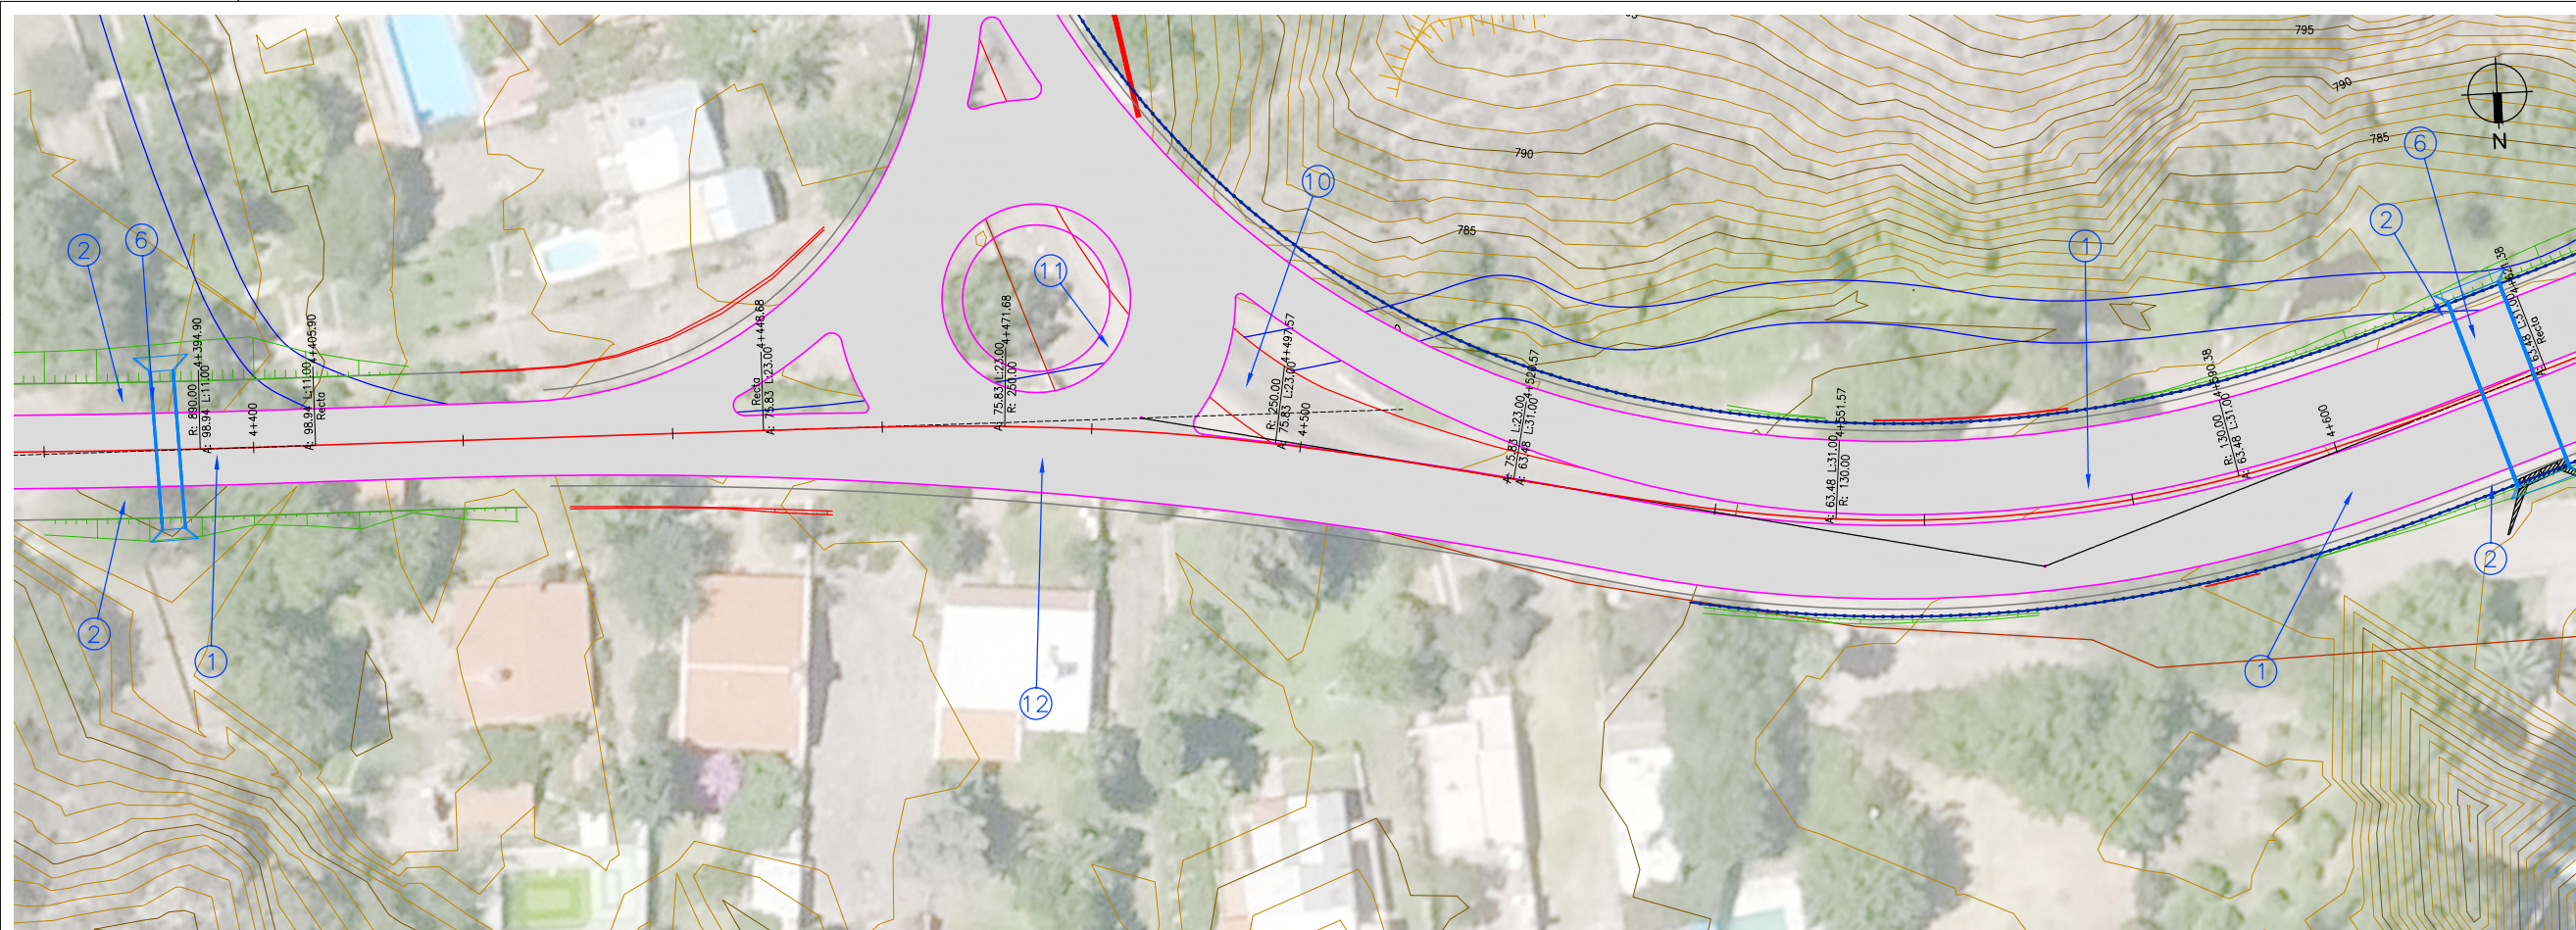 795
790
785
N
790
785
2
6
10
6
2
1
11
2
1
12
2
1
R: 890.00 4+394.90
A: 98.94 L:11.00
4+400
A: 98.94 L:11.00 4+405.90
Recto
Recto 4+448.68
A: 75.83 L:23.00
A: 75.83 L:23.00 4+471.68
R: 250.00
R: 250.00 4+497.57
A: 75.83 L:23.00
4+500
A: 75.83 L:23.00 4+520.57
A: 63.48 L:31.00
A: 63.48 L:31.00 4+551.57
R: 130.00
R: 130.00 4+590.38
A: 63.48 L:31.00
4+600
A: 63.48 L:31.00 4+621.38
Recto